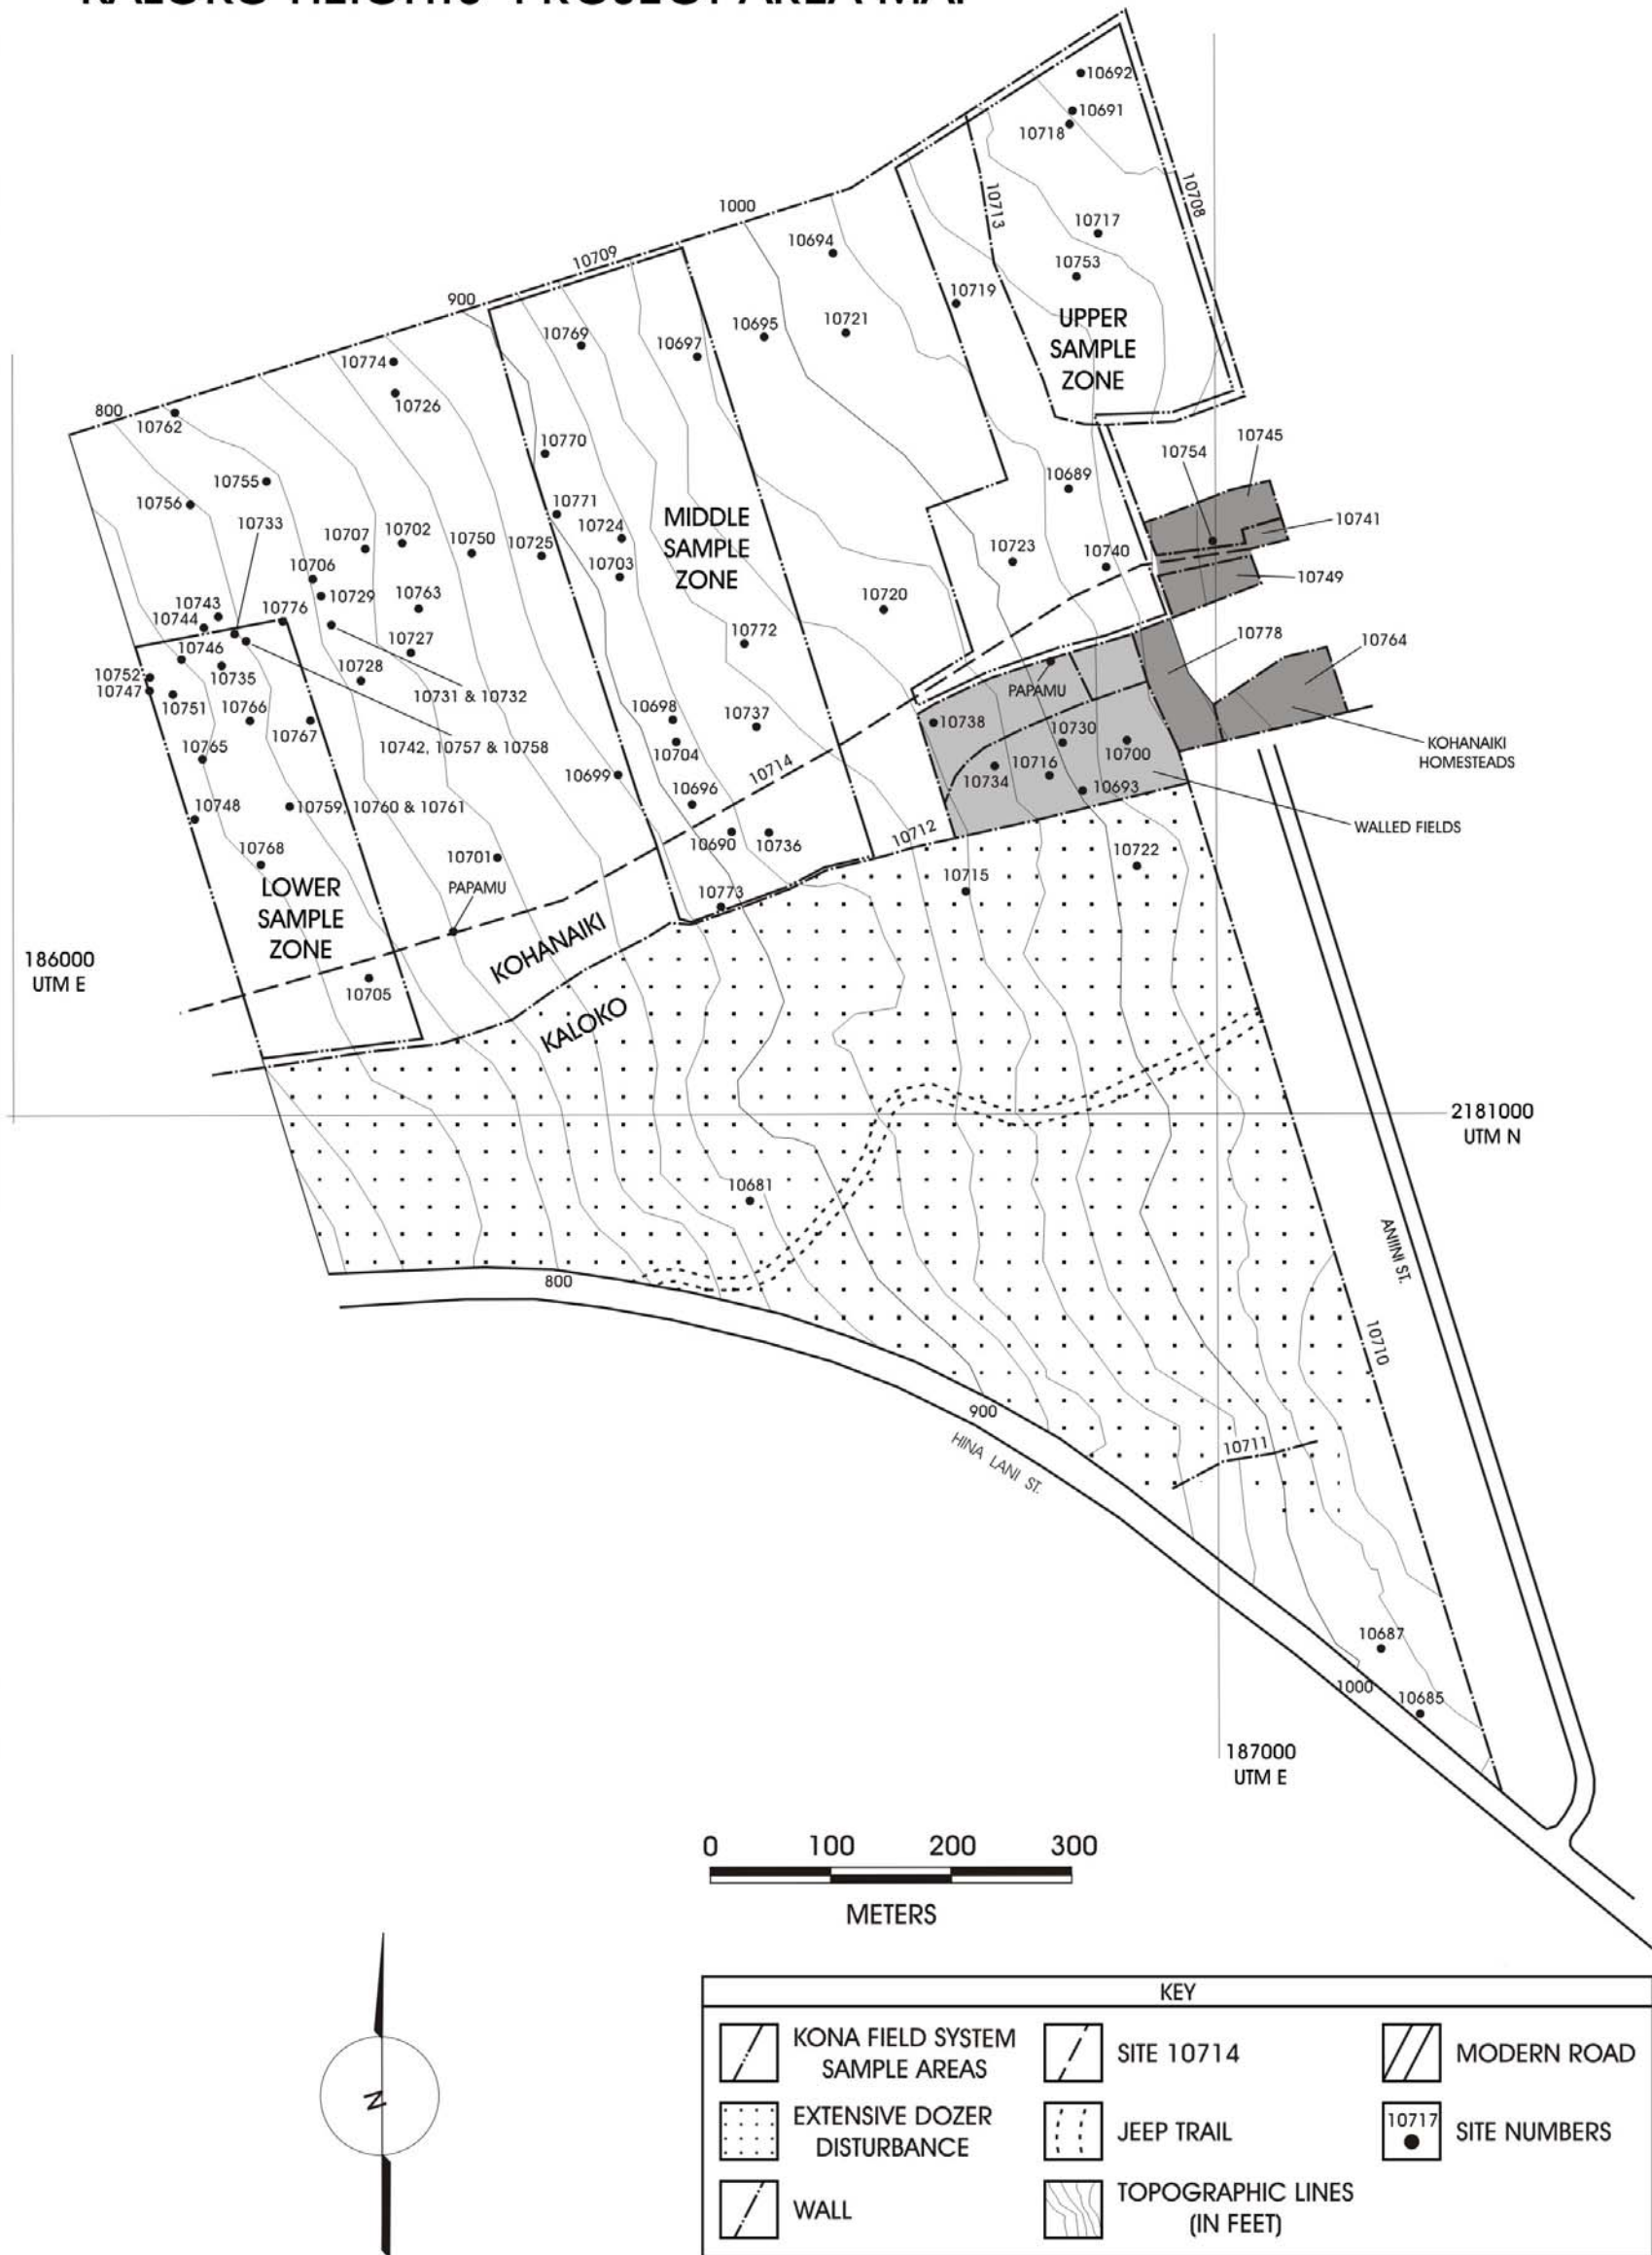 KALOKO HEIGHTS PROJECT AREA MAP
10692
10691
10718
10708
10713
10717
10753
1000
10694
10709
10719
900
10769
10697
10695
10721
UPPER
SAMPLE
ZONE
10774
10726
800
10762
10770
10754
10745
10755
10756
10689
10733
10771
10724
MIDDLE
SAMPLE
ZONE
10741
10707
10702
10750
10725
10723
10740
10703
10706
10749
10729
10763
10743
10744
10776
10720
10746
10727
10772
10778
10764
10752
10747
10735
10728
10731 & 10732
PAPAMU
10751
10766
10767
10698
10737
10738
10730
10765
10742, 10757 & 10758
10704
10700
KOHANAIKI
HOMESTEADS
10699
10714
10716
10734
10696
10693
10748
10759, 10760 & 10761
WALLED FIELDS
10690
10736
10712
10768
10701
10722
LOWER
SAMPLE
ZONE
PAPAMU
10715
10773
KOHANAIKI
186000
UTM E
10705
KALOKO
2181000
UTM N
10681
ANIINI ST.
800
10710
900
HINA LANI ST.
10711
10687
1000
10685
187000
UTM E
0 100 200 300
METERS
N
KEY
KONA FIELD SYSTEM
SAMPLE AREAS
SITE 10714
MODERN ROAD
EXTENSIVE DOZER
DISTURBANCE
JEEP TRAIL
10717
SITE NUMBERS
WALL
TOPOGRAPHIC LINES
(IN FEET)